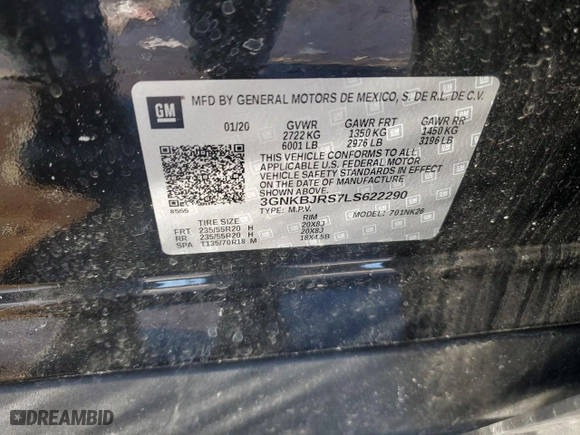 GM MFD BY GENERAL MOTORS DE MEXICO, S. DE R.L. DE C.V.
01/20 GVWR GAWR FRT GAWR RR
2722 KG 1350 KG 1450 KG
6001 LB 2976 LB 3196 LB
THIS VEHICLE CONFORMS TO ALL
APPLICABLE U.S. FEDERAL MOTOR
VEHICLE SAFETY STANDARDS IN EFFECT
ON THE DATE OF MANUFACTURE
SHOWN ABOVE.
3GNKBJRS7LS622290
8555 TYPE: M.P.V. MODEL: 701NK26
TIRE SIZE RIM
FRT 235/55R20 H 20X8J
RR 235/55R20 H 20X8J
SPA T135/70R18 M 18X4.5B
DREAMBID